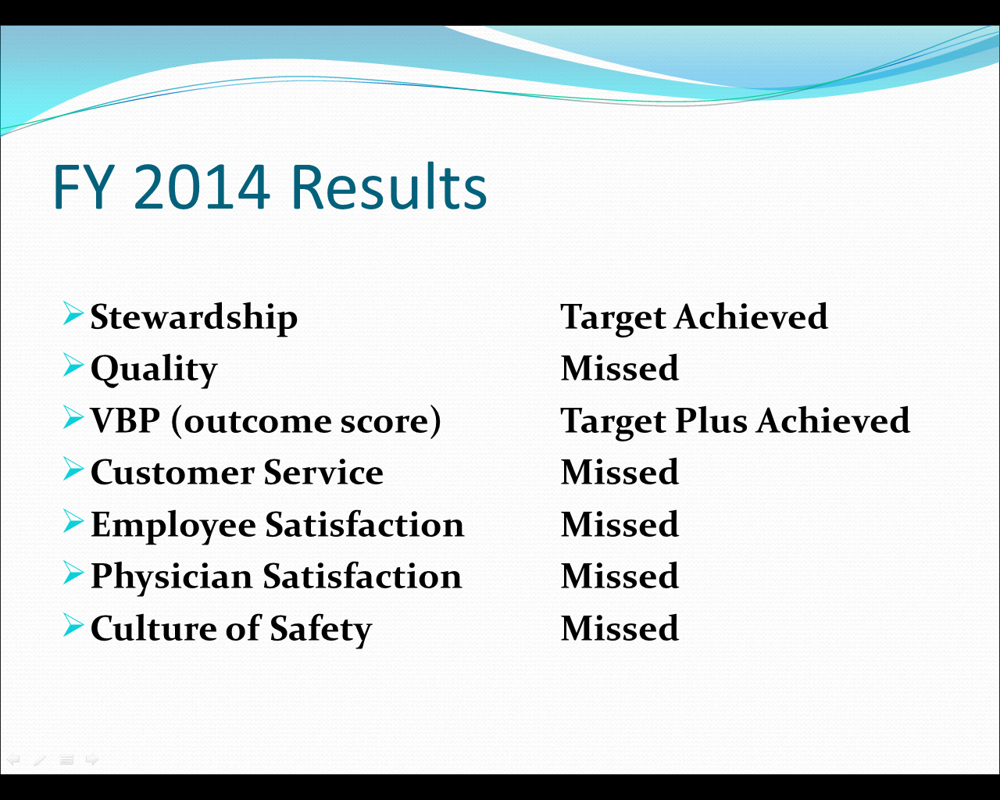 FY 2014 Results
Stewardship Target Achieved
Quality Missed
VBP (outcome score) Target Plus Achieved
Customer Service Missed
Employee Satisfaction Missed
Physician Satisfaction Missed
Culture of Safety Missed